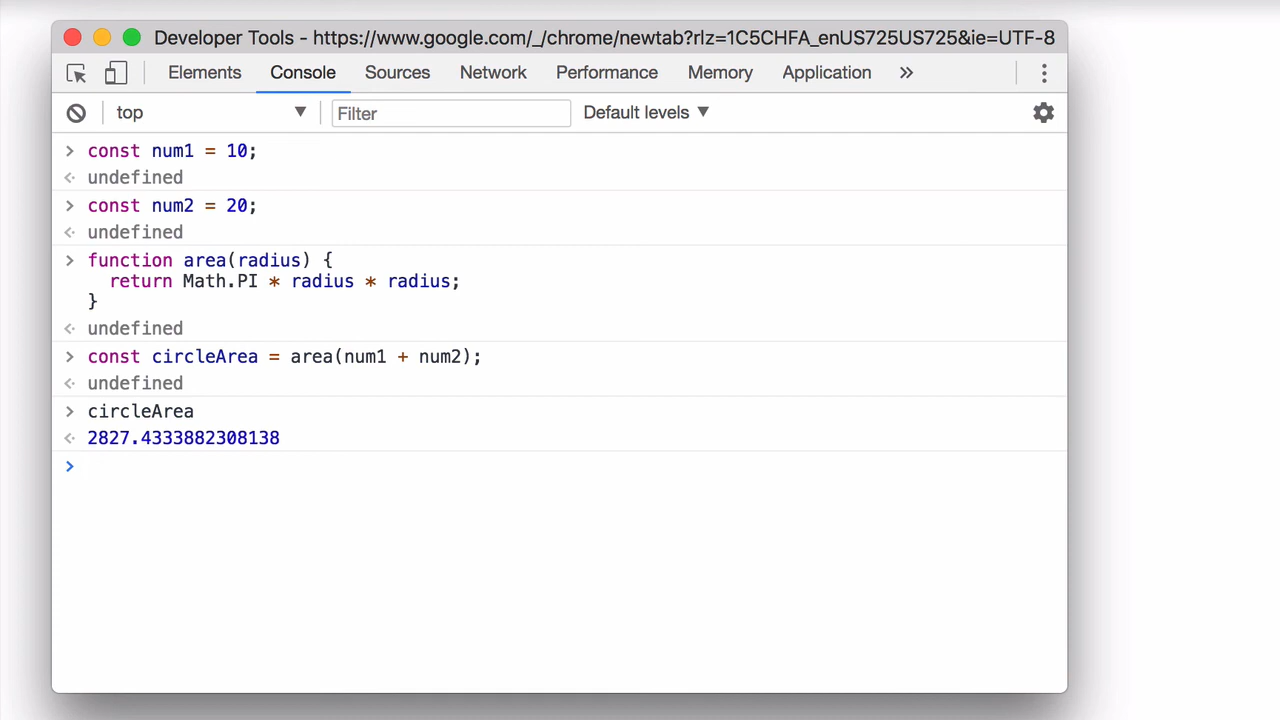 Developer Tools - https://www.google.com/_/chrome/newtab?rlz=1C5CHFA_enUS725US725&ie=UTF-8
Elements Console Sources Network Performance Memory Application »
top ▼ Filter Default levels ▼
> const num1 = 10;
<· undefined
> const num2 = 20;
<· undefined
> function area(radius) {
return Math.PI * radius * radius;
}
<· undefined
> const circleArea = area(num1 + num2);
<· undefined
> circleArea
<· 2827.4333882308138
>